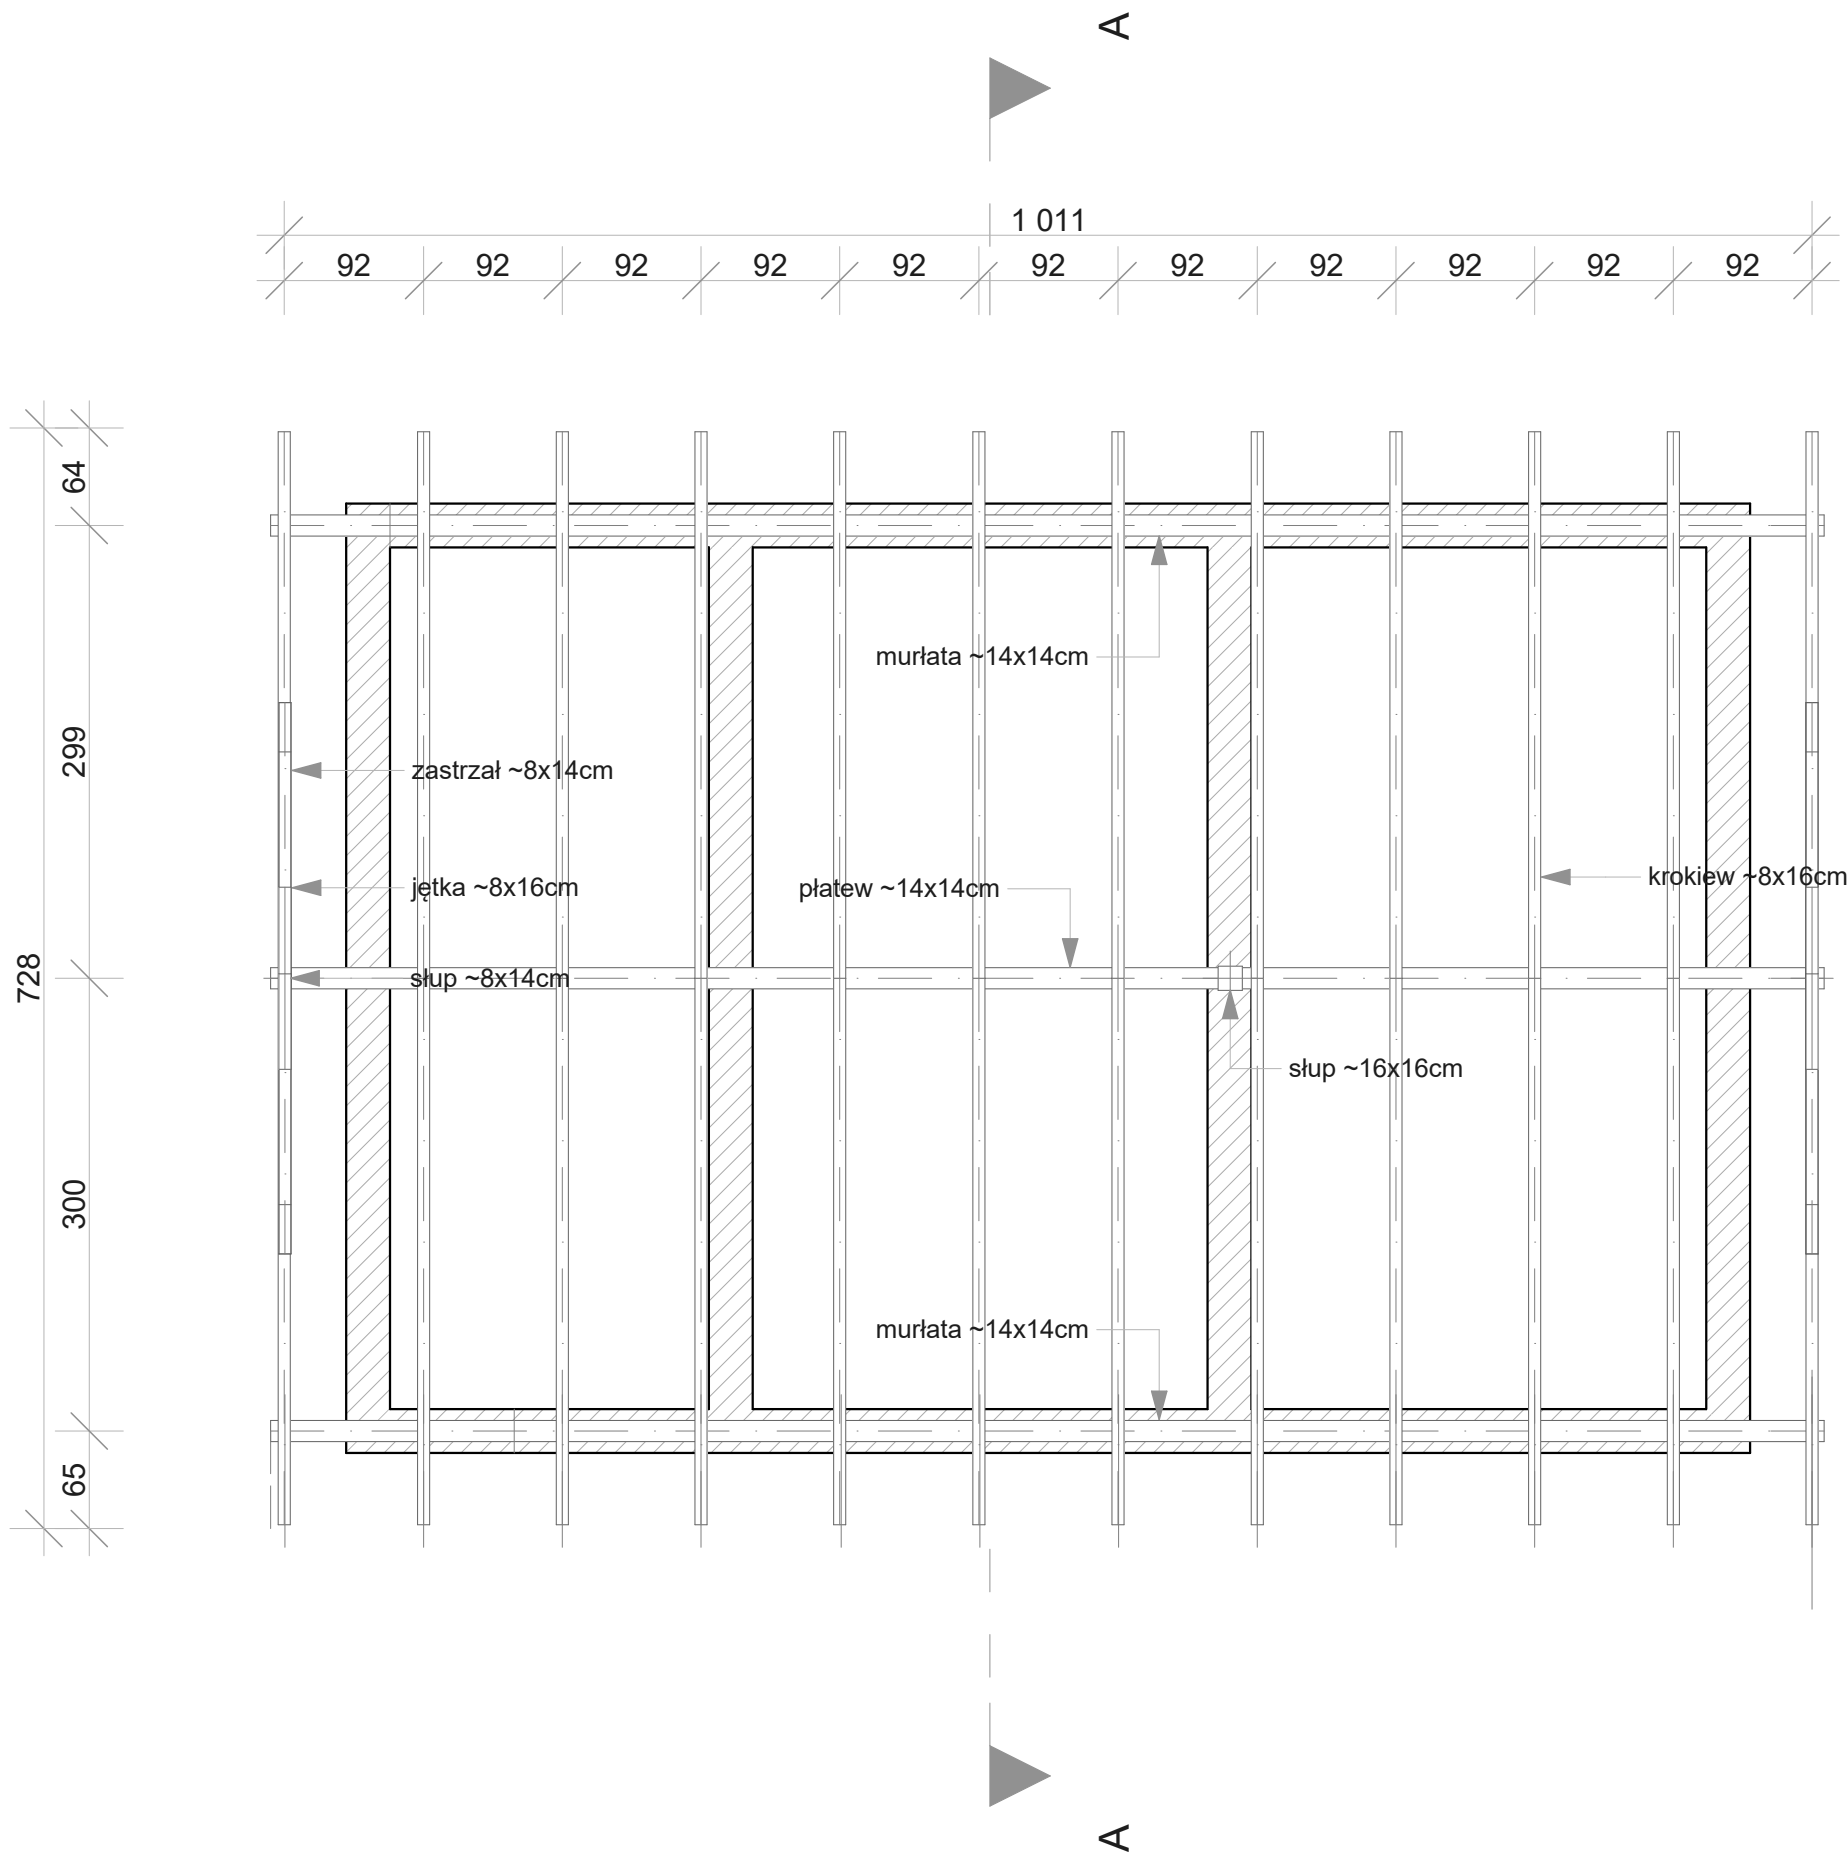 A
1 011
92 92 92 92 92 92 92 92 92 92 92
64
murłata ~14x14cm
299
zastrzał ~8x14cm
krokiew ~8x16cm
jętka ~8x16cm
płatew ~14x14cm
728
słup ~8x14cm
słup ~16x16cm
300
murłata ~14x14cm
65
A